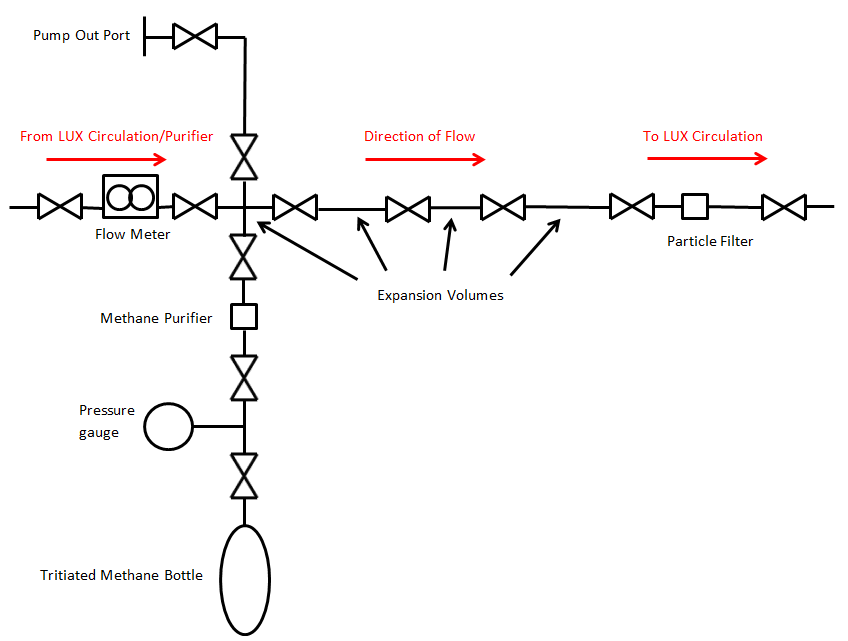 Pump Out Port
From LUX Circulation/Purifier
Direction of Flow
To LUX Circulation
Flow Meter
Particle Filter
Expansion Volumes
Methane Purifier
Pressure
gauge
Tritiated Methane Bottle